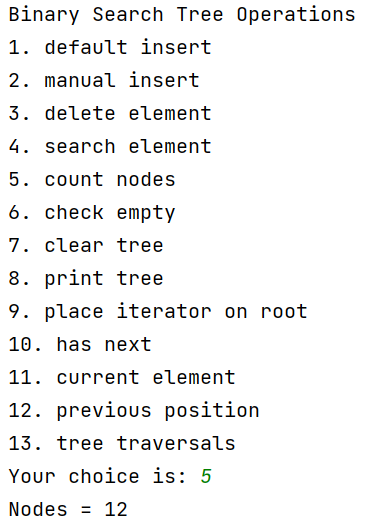 Binary Search Tree Operations
1. default insert
2. manual insert
3. delete element
4. search element
5. count nodes
6. check empty
7. clear tree
8. print tree
9. place iterator on root
10. has next
11. current element
12. previous position
13. tree traversals
Your choice is: 5
Nodes = 12